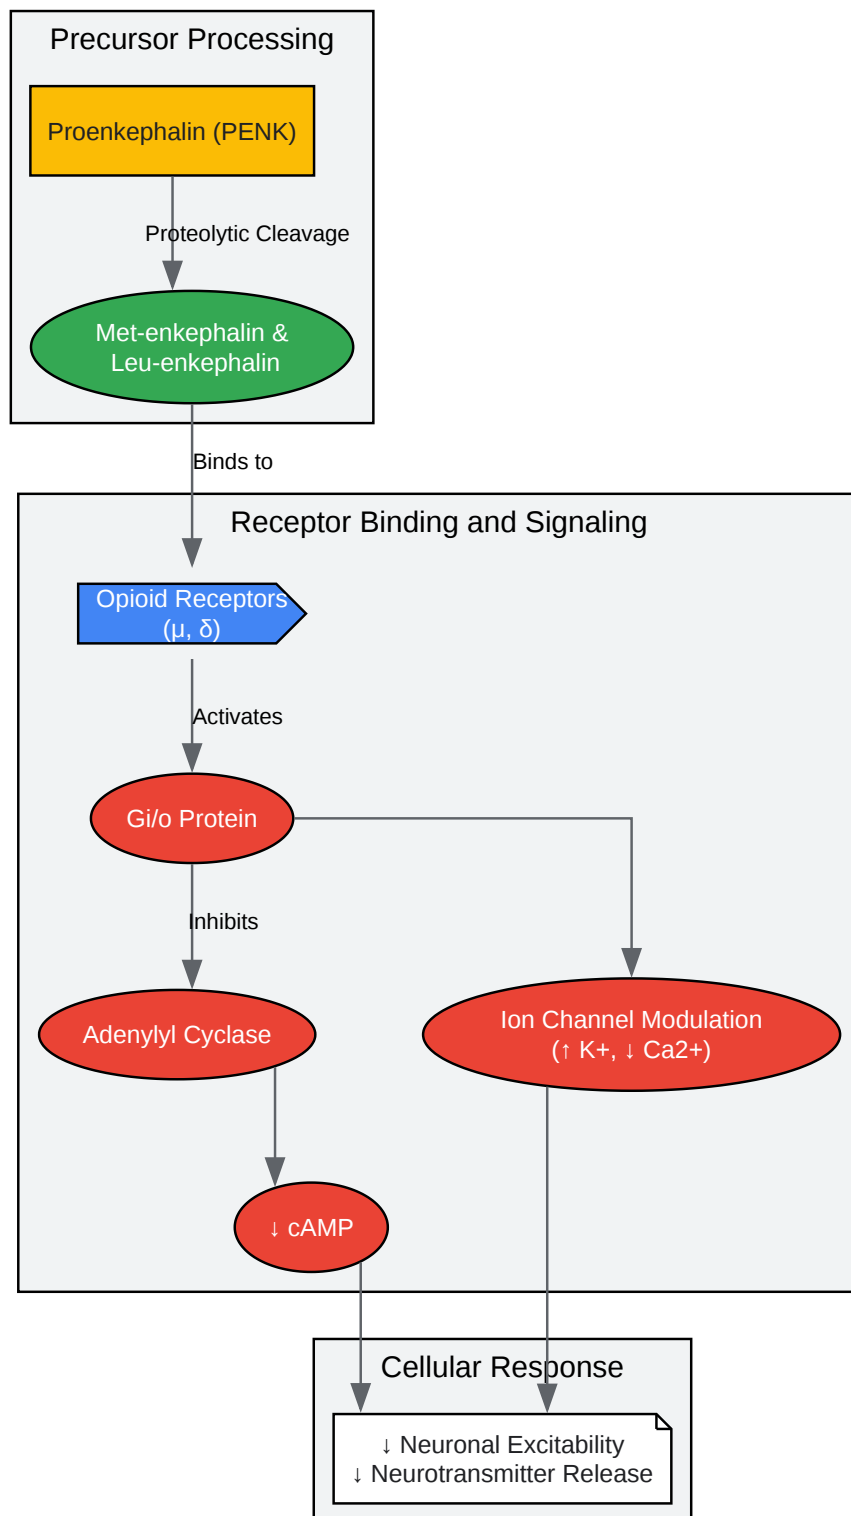 Precursor Processing
Proenkephalin (PENK)
Proteolytic Cleavage
Met-enkephalin &
Leu-enkephalin
Binds to
Receptor Binding and Signaling
Opioid Receptors
(μ, δ)
Activates
Gi/o Protein
Inhibits
Adenylyl Cyclase
Ion Channel Modulation
(↑ K+, ↓ Ca2+)
↓ cAMP
Cellular Response
↓ Neuronal Excitability
↓ Neurotransmitter Release